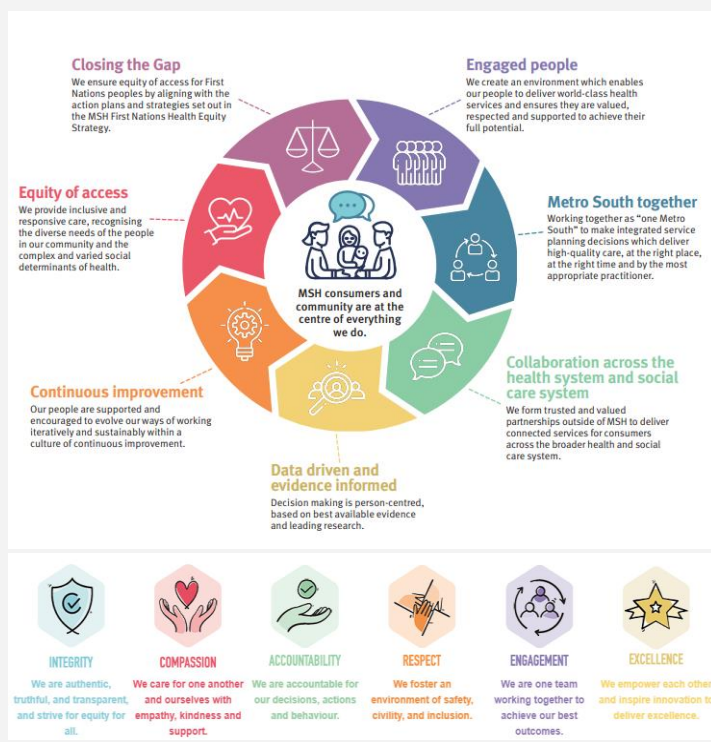 Closing the Gap
We ensure equity of access for First
Nations peoples by aligning with the
action plans and strategies set out in
the MSH First Nations Health Equity
Strategy.
Engaged people
We create an environment which enables
our people to deliver world-class health
services and ensures they are valued,
respected and supported to achieve their
full potential.
Equity of access
We provide inclusive and
responsive care, recognising
the diverse needs of the people
in our community and the
complex and varied social
determinants of health.
Metro South together
Working together as “one Metro
South” to make integrated service
planning decisions which deliver
high-quality care, at the right place,
at the right time and by the most
appropriate practitioner.
MSH consumers and
community are at the
centre of everything
we do.
Collaboration across the
health system and social
care system
We form trusted and valued
partnerships outside of MSH to deliver
connected services for consumers
across the broader health and social
care system.
Continuous improvement
Our people are supported and
encouraged to evolve our ways of working
iteratively and sustainably within a
culture of continuous improvement.
Data driven and
evidence informed
Decision making is person-centred,
based on best available evidence
and leading research.
INTEGRITY
We are authentic,
truthful, and transparent,
and strive for equity for
all.
COMPASSION
We care for one another
and ourselves with
empathy, kindness and
support.
ACCOUNTABILITY
We are accountable for
our decisions, actions
and behaviour.
RESPECT
We foster an
environment of safety,
civility, and inclusion.
ENGAGEMENT
We are one team
working together to
achieve our best
outcomes.
EXCELLENCE
We empower each other
and inspire innovation to
deliver excellence.